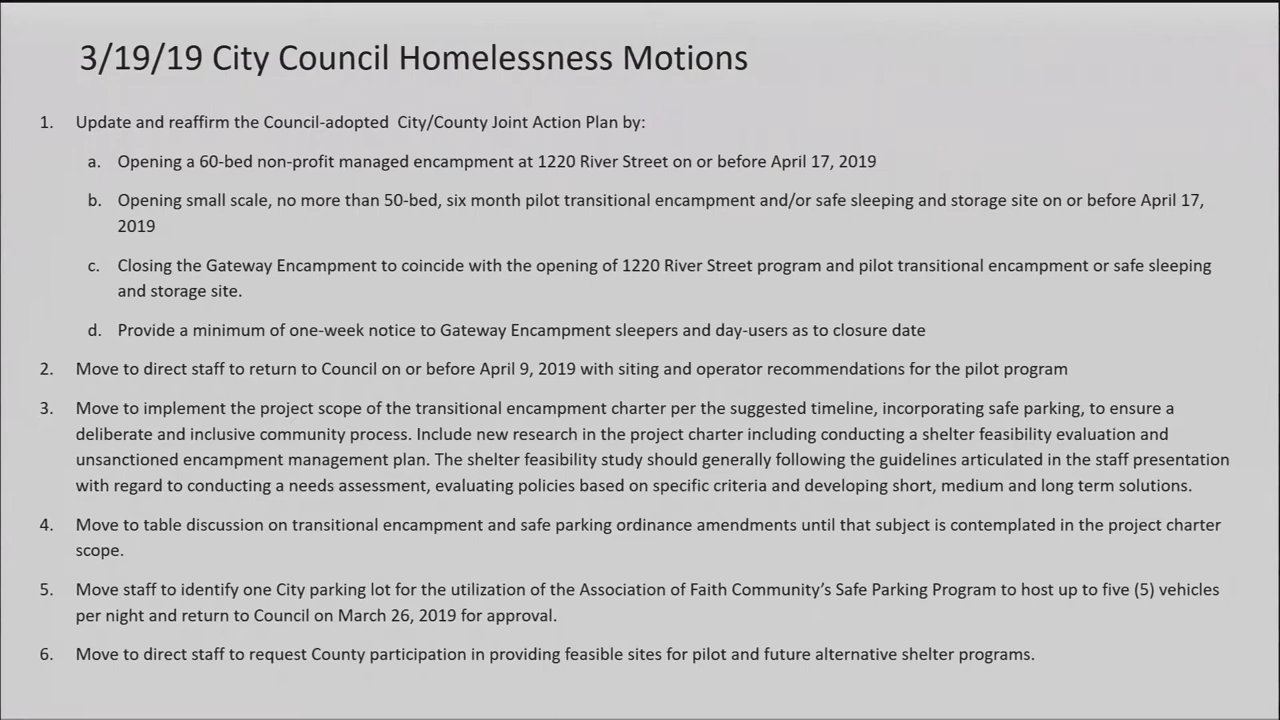 3/19/19 City Council Homelessness Motions
1. Update and reaffirm the Council-adopted City/County Joint Action Plan by:
a. Opening a 60-bed non-profit managed encampment at 1220 River Street on or before April 17, 2019
b. Opening small scale, no more than 50-bed, six month pilot transitional encampment and/or safe sleeping and storage site on or before April 17,
2019
c. Closing the Gateway Encampment to coincide with the opening of 1220 River Street program and pilot transitional encampment or safe sleeping
and storage site.
d. Provide a minimum of one-week notice to Gateway Encampment sleepers and day-users as to closure date
2. Move to direct staff to return to Council on or before April 9, 2019 with siting and operator recommendations for the pilot program
3. Move to implement the project scope of the transitional encampment charter per the suggested timeline, incorporating safe parking, to ensure a
deliberate and inclusive community process. Include new research in the project charter including conducting a shelter feasibility evaluation and
unsanctioned encampment management plan. The shelter feasibility study should generally following the guidelines articulated in the staff presentation
with regard to conducting a needs assessment, evaluating policies based on specific criteria and developing short, medium and long term solutions.
4. Move to table discussion on transitional encampment and safe parking ordinance amendments until that subject is contemplated in the project charter
scope.
5. Move staff to identify one City parking lot for the utilization of the Association of Faith Community's Safe Parking Program to host up to five (5) vehicles
per night and return to Council on March 26, 2019 for approval.
6. Move to direct staff to request County participation in providing feasible sites for pilot and future alternative shelter programs.